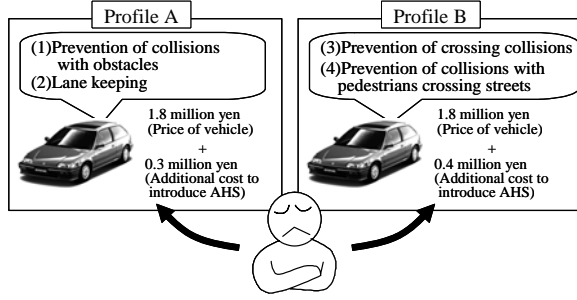 Profile A
(1)Prevention of collisions
with obstacles
(2)Lane keeping
1.8 million yen
(Price of vehicle)
+
0.3 million yen
(Additional cost to
introduce AHS)
Profile B
(3)Prevention of crossing collisions
(4)Prevention of collisions with
pedestrians crossing streets
1.8 million yen
(Price of vehicle)
+
0.4 million yen
(Additional cost to
introduce AHS)